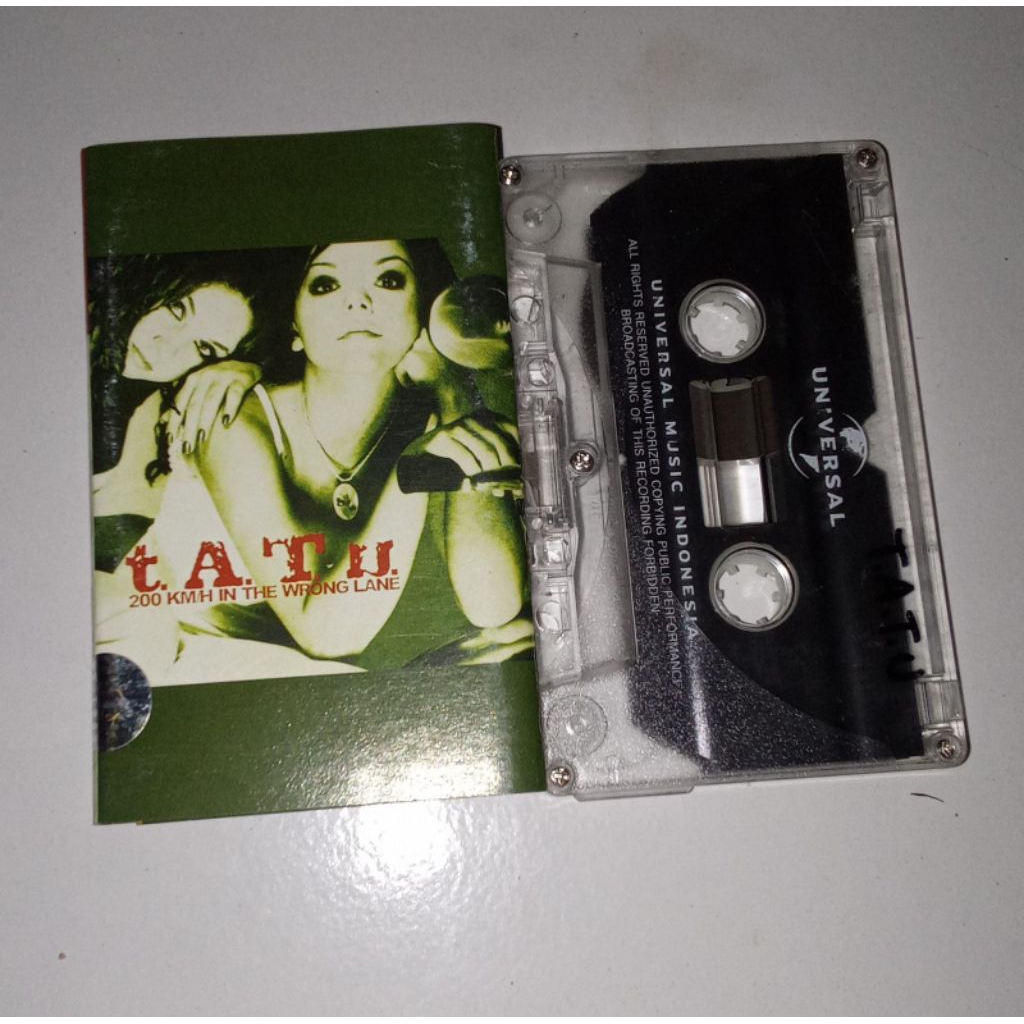 t.A.T.u.
200 KM/H IN THE WRONG LANE
UNIVERSAL
UNIVERSAL MUSIC INDONESIA
ALL RIGHTS RESERVED UNAUTHORIZED COPYING PUBLIC PERFORMANCE
BROADCASTING OF THIS RECORDING FORBIDDEN
T.A.T.U